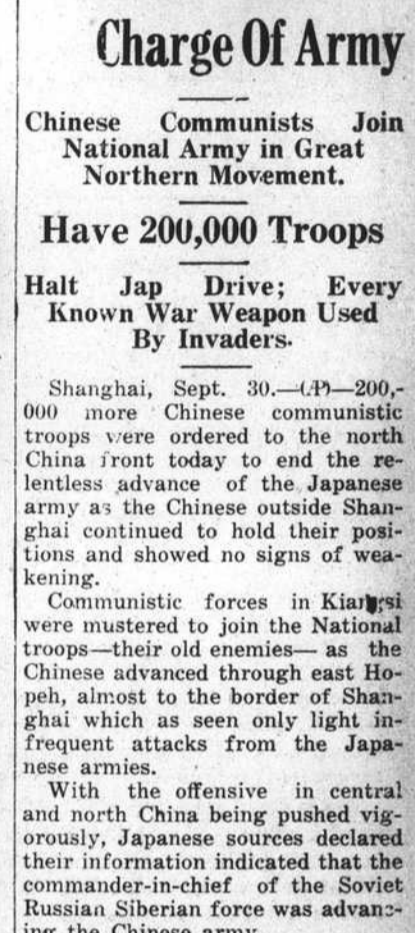 Charge Of Army
Chinese Communists Join
National Army in Great
Northern Movement.
Have 200,000 Troops
Halt Jap Drive; Every
Known War Weapon Used
By Invaders.
Shanghai, Sept. 30.—(AP)—200,-
000 more Chinese communistic
troops were ordered to the north
China front today to end the re-
lentless advance of the Japanese
army as the Chinese outside Shan-
ghai continued to hold their posi-
tions and showed no signs of wea-
kening.
Communistic forces in Kiangsi
were mustered to join the National
troops—their old enemies— as the
Chinese advanced through east Ho-
peh, almost to the border of Shan-
ghai which as seen only light in-
frequent attacks from the Japa-
nese armies.
With the offensive in central
and north China being pushed vig-
orously, Japanese sources declared
their information indicated that the
commander-in-chief of the Soviet
Russian Siberian force was advanc-
ing the Chinese army